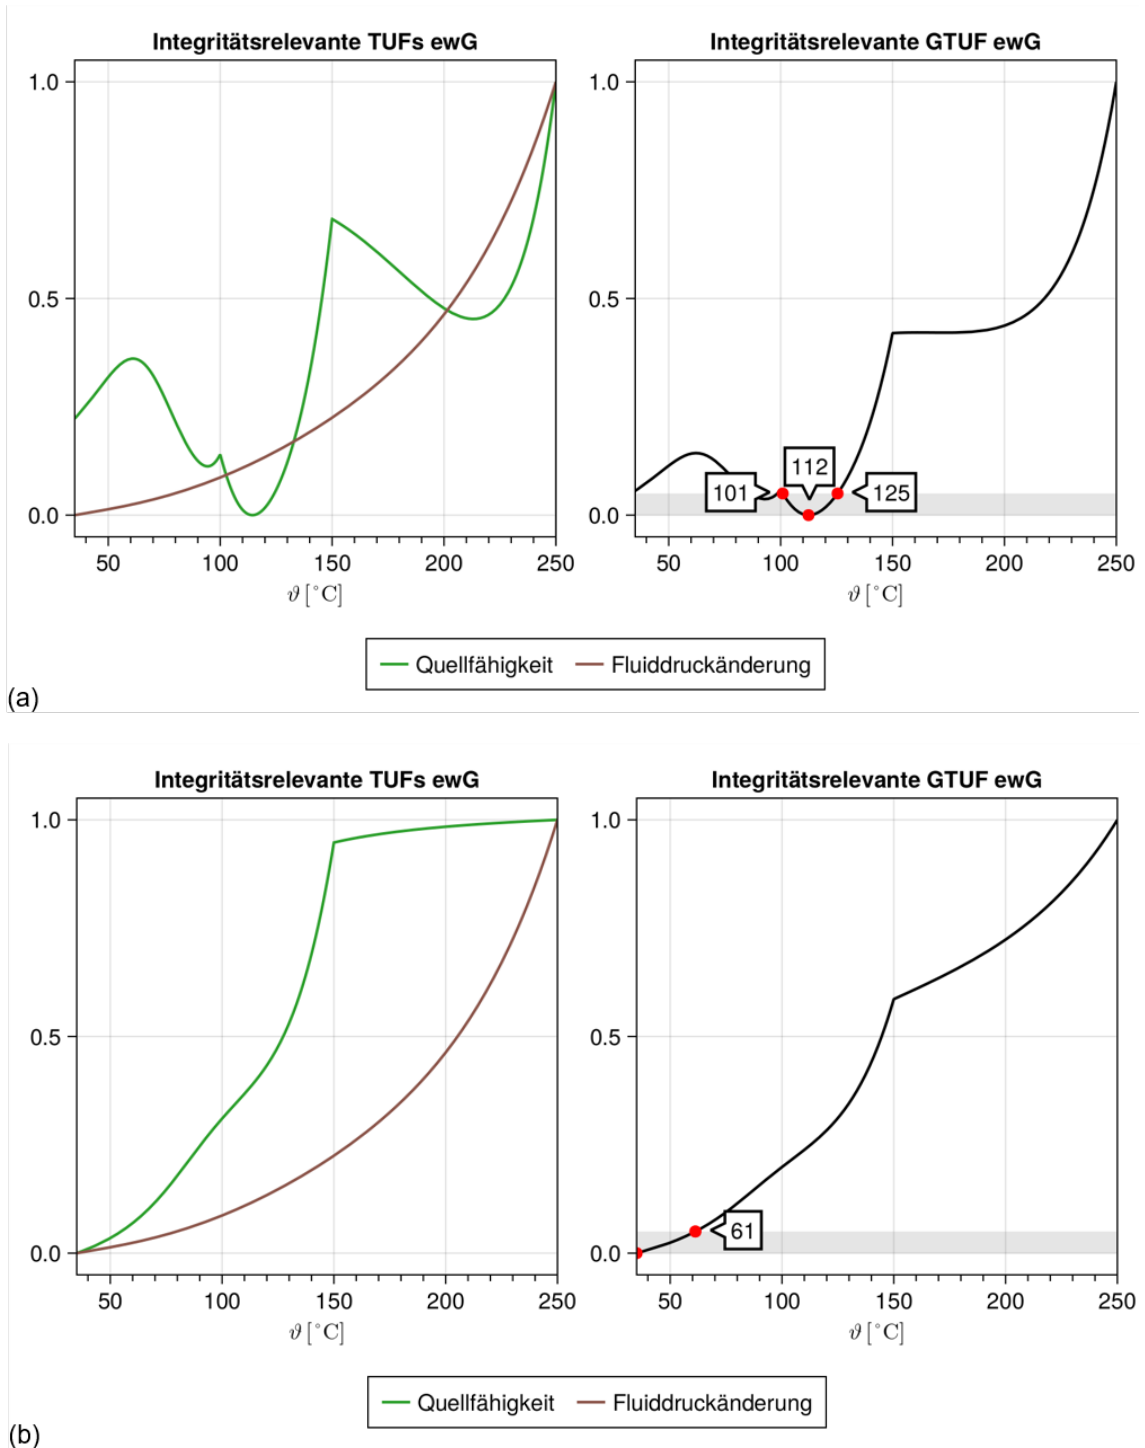 Integritätsrelevante TUFs ewG
Integritätsrelevante GTUF ewG
1.0
0.5
0.0
50 100 150 200 250
ϑ [°C]
1.0
0.5
0.0
101
112
125
50 100 150 200 250
ϑ [°C]
Quellfähigkeit Fluiddruckänderung
(a)
Integritätsrelevante TUFs ewG
Integritätsrelevante GTUF ewG
1.0
0.5
0.0
50 100 150 200 250
ϑ [°C]
1.0
0.5
0.0
61
50 100 150 200 250
ϑ [°C]
Quellfähigkeit Fluiddruckänderung
(b)